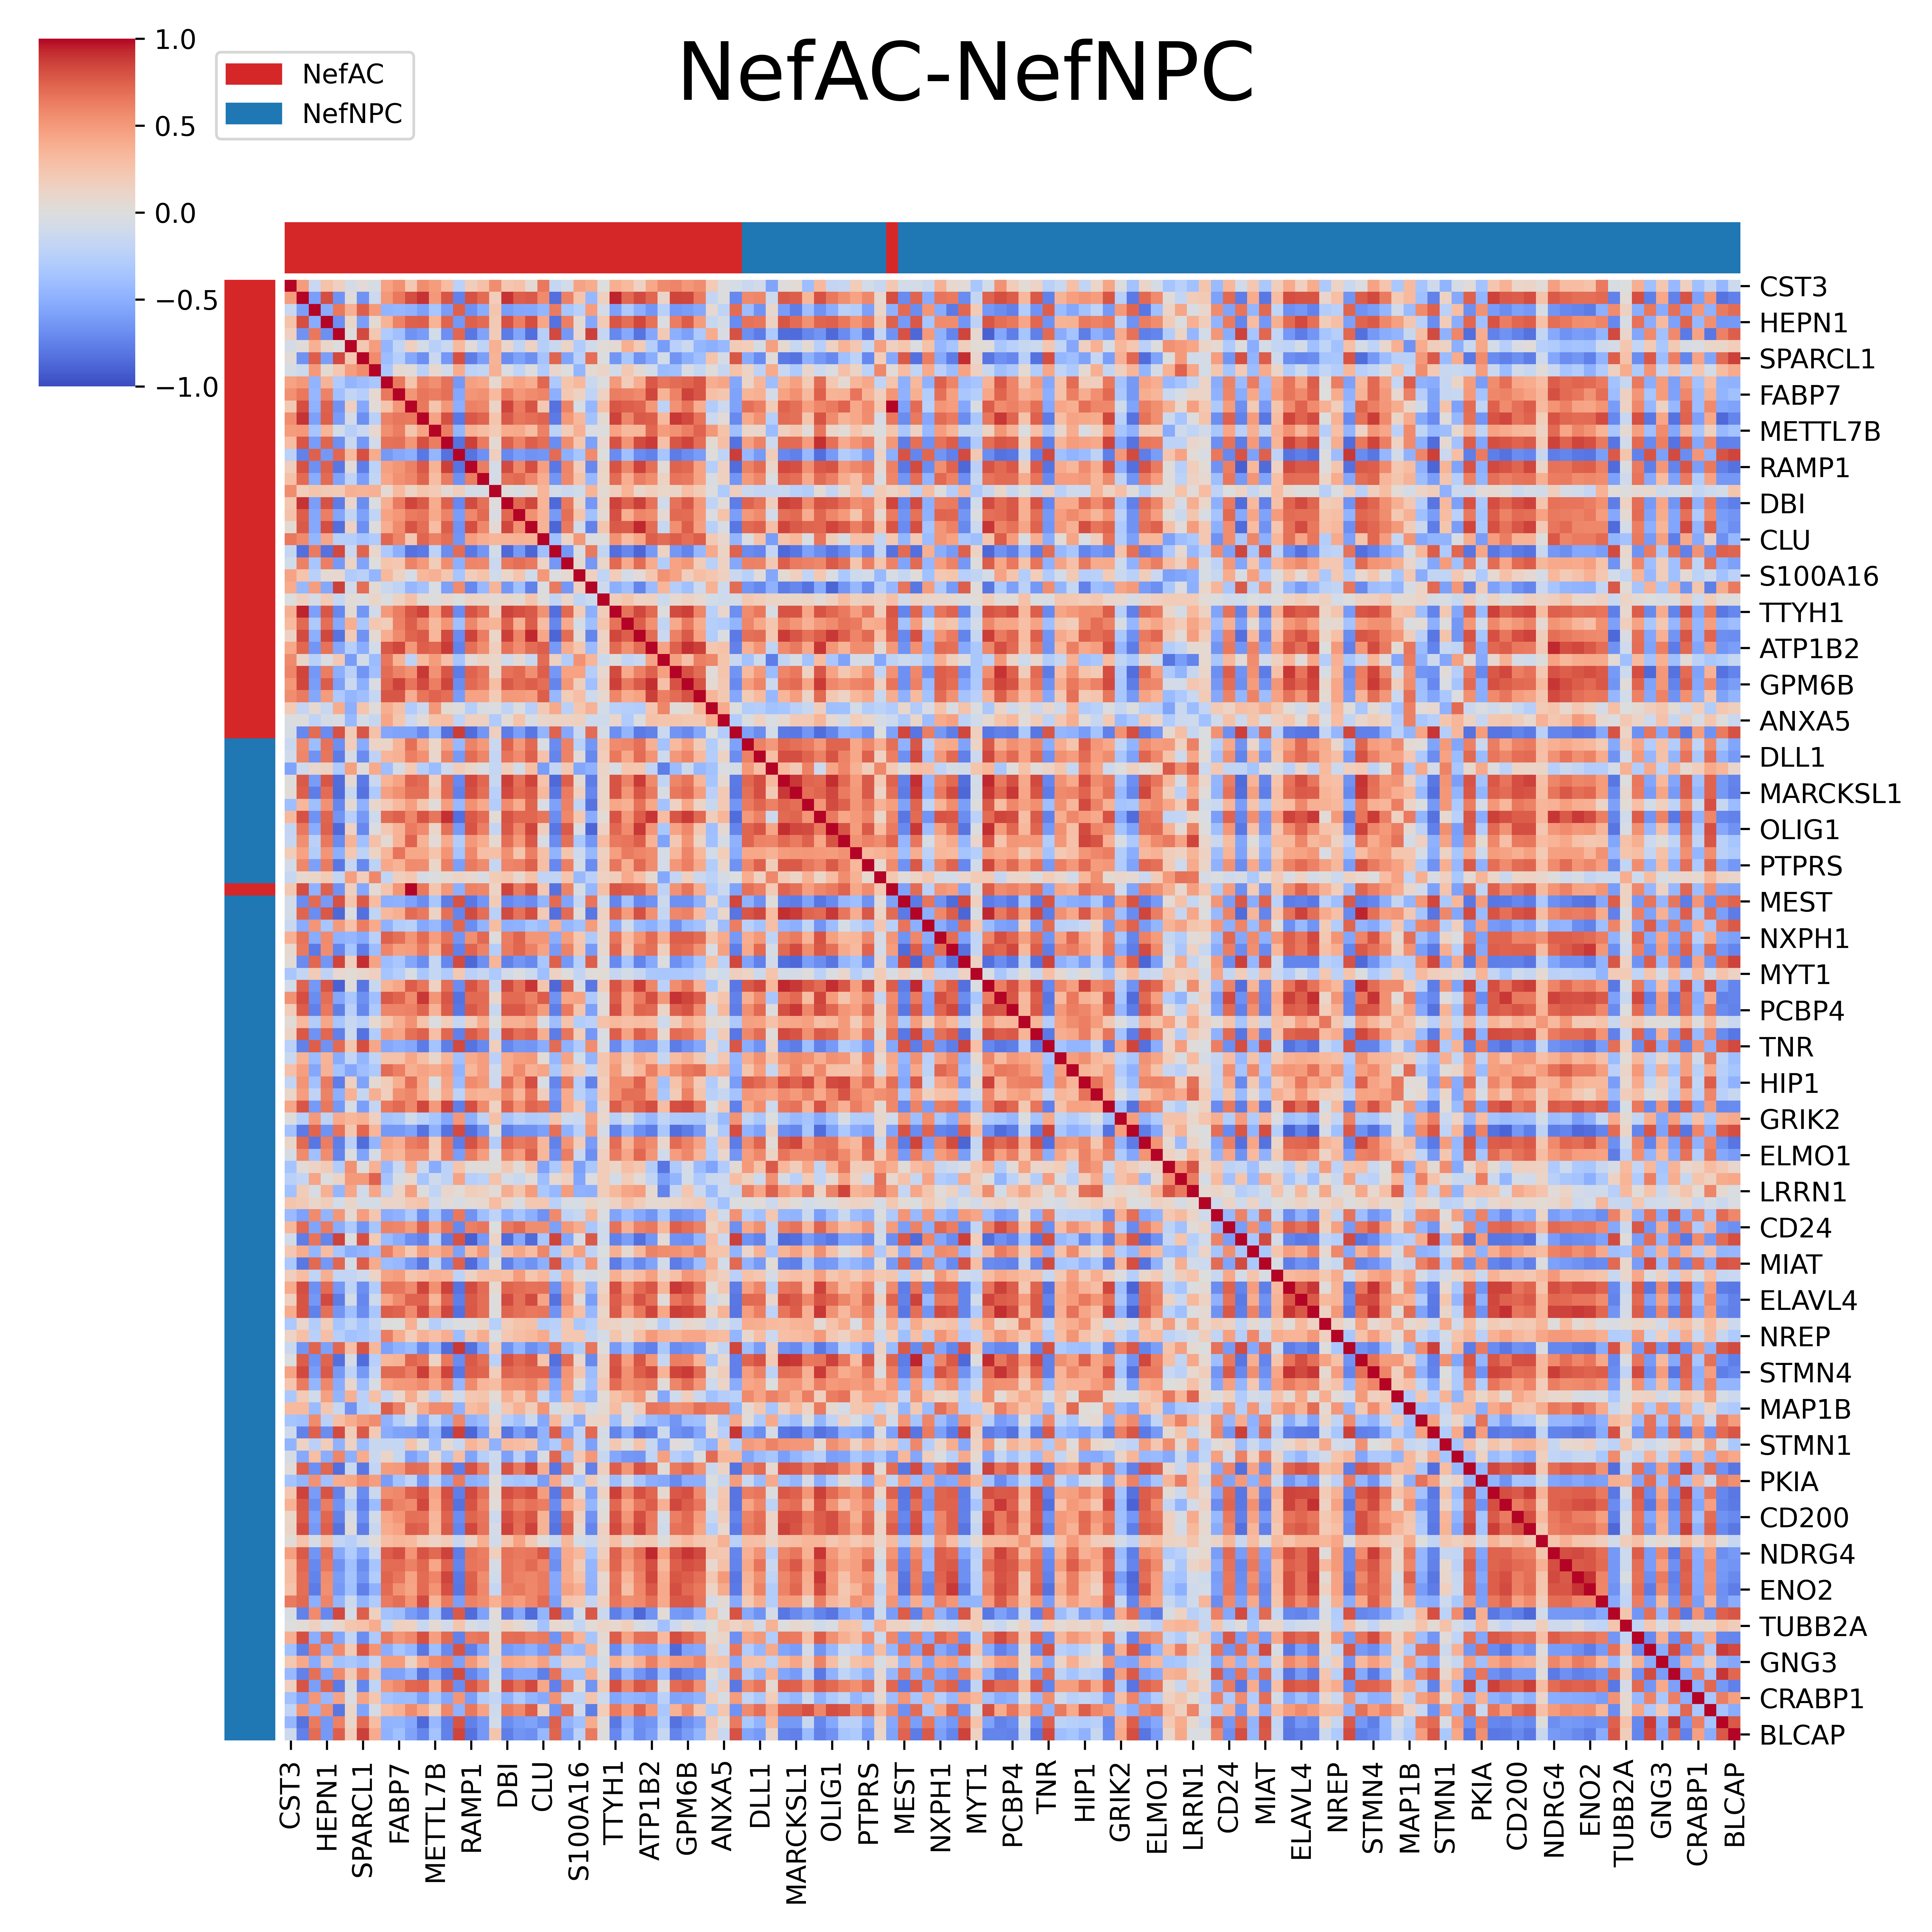 NefAC-NefNPC
1.0
0.5
0.0
−0.5
−1.0
NefAC
NefNPC
CST3
HEPN1
SPARCL1
FABP7
METTL7B
RAMP1
DBI
CLU
S100A16
TTYH1
ATP1B2
GPM6B
ANXA5
DLL1
MARCKSL1
OLIG1
PTPRS
MEST
NXPH1
MYT1
PCBP4
TNR
HIP1
GRIK2
ELMO1
LRRN1
CD24
MIAT
ELAVL4
NREP
STMN4
MAP1B
STMN1
PKIA
CD200
NDRG4
ENO2
TUBB2A
GNG3
CRABP1
BLCAP
CST3
HEPN1
SPARCL1
FABP7
METTL7B
RAMP1
DBI
CLU
S100A16
TTYH1
ATP1B2
GPM6B
ANXA5
DLL1
MARCKSL1
OLIG1
PTPRS
MEST
NXPH1
MYT1
PCBP4
TNR
HIP1
GRIK2
ELMO1
LRRN1
CD24
MIAT
ELAVL4
NREP
STMN4
MAP1B
STMN1
PKIA
CD200
NDRG4
ENO2
TUBB2A
GNG3
CRABP1
BLCAP